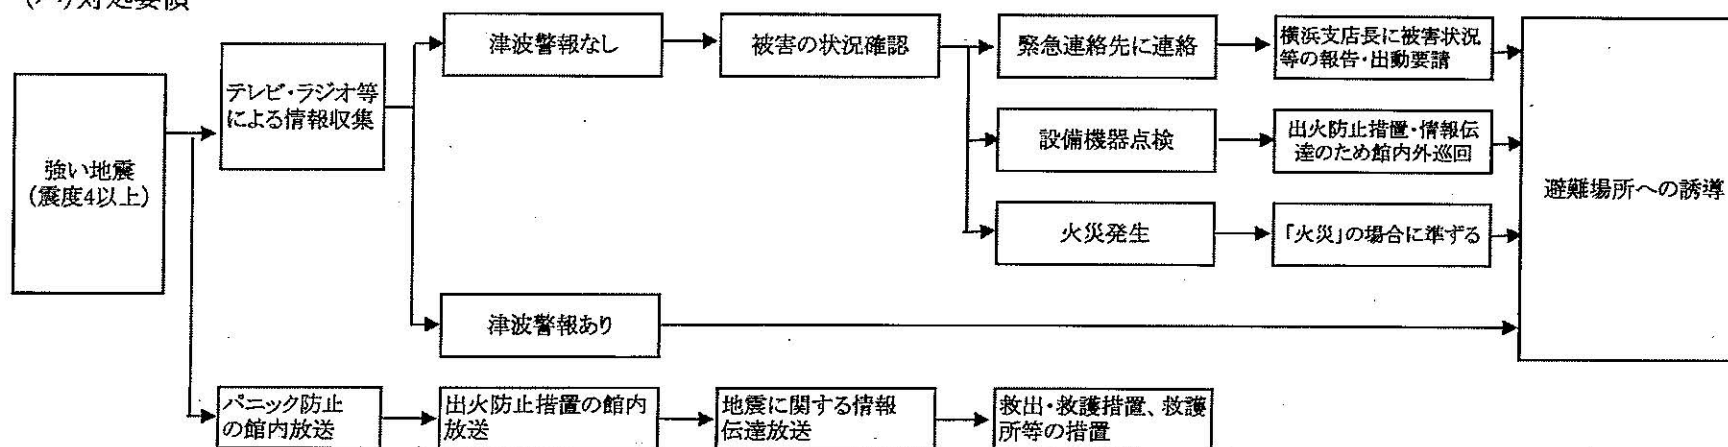 対処要領
強い地震
(震度4以上)
テレビ・ラジオ等
による情報収集
津波警報なし
被害の状況確認
緊急連絡先に連絡
横浜支店長に被害状況
等の報告・出動要請
設備機器点検
出火防止措置・情報伝
達のため館内外巡回
火災発生
「火災」の場合に準ずる
津波警報あり
避難場所への誘導
パニック防止
の館内放送
出火防止措置の館内
放送
地震に関する情報
伝達放送
救出・救護措置、救護
所等の措置